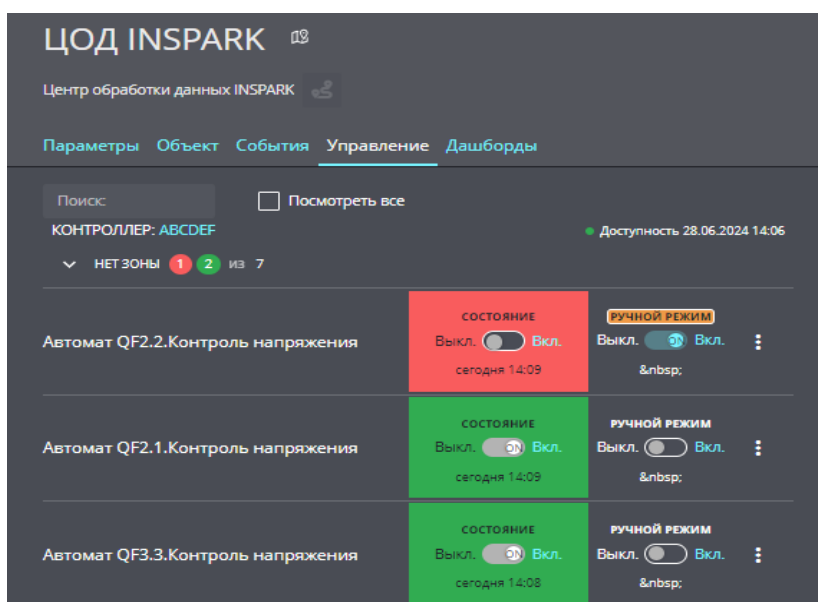 ЦОД INSPARK
Центр обработки данных INSPARK
Параметры Объект События Управление Дашборды
Поиск: Посмотреть все
КОНТРОЛЛЕР: ABCDEF Доступность 28.06.2024 14:06
НЕТ ЗОНЫ 1 2 из 7
СОСТОЯНИЕ РУЧНОЙ РЕЖИМ
Автомат QF2.2.Контроль напряжения Выкл. Вкл. Выкл. ON Вкл.
сегодня 14:09 &nbsp;
СОСТОЯНИЕ РУЧНОЙ РЕЖИМ
Автомат QF2.1.Контроль напряжения Выкл. ON Вкл. Выкл. Вкл.
сегодня 14:09 &nbsp;
СОСТОЯНИЕ РУЧНОЙ РЕЖИМ
Автомат QF3.3.Контроль напряжения Выкл. ON Вкл. Выкл. Вкл.
сегодня 14:08 &nbsp;